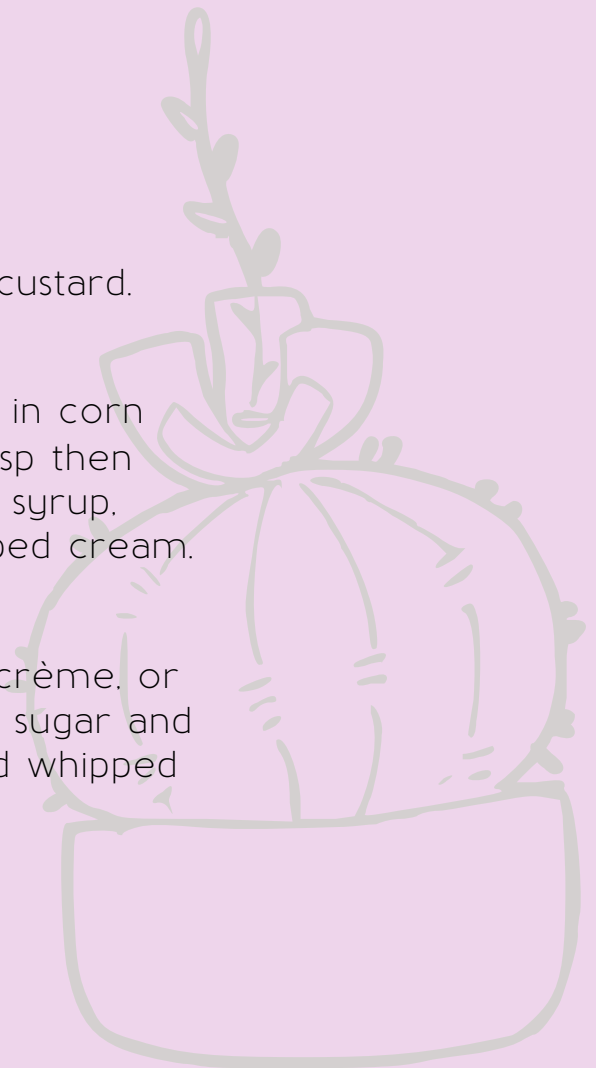 custard.
in corn
sp then
syrup,
ped cream.
crème, or
sugar and
d whipped